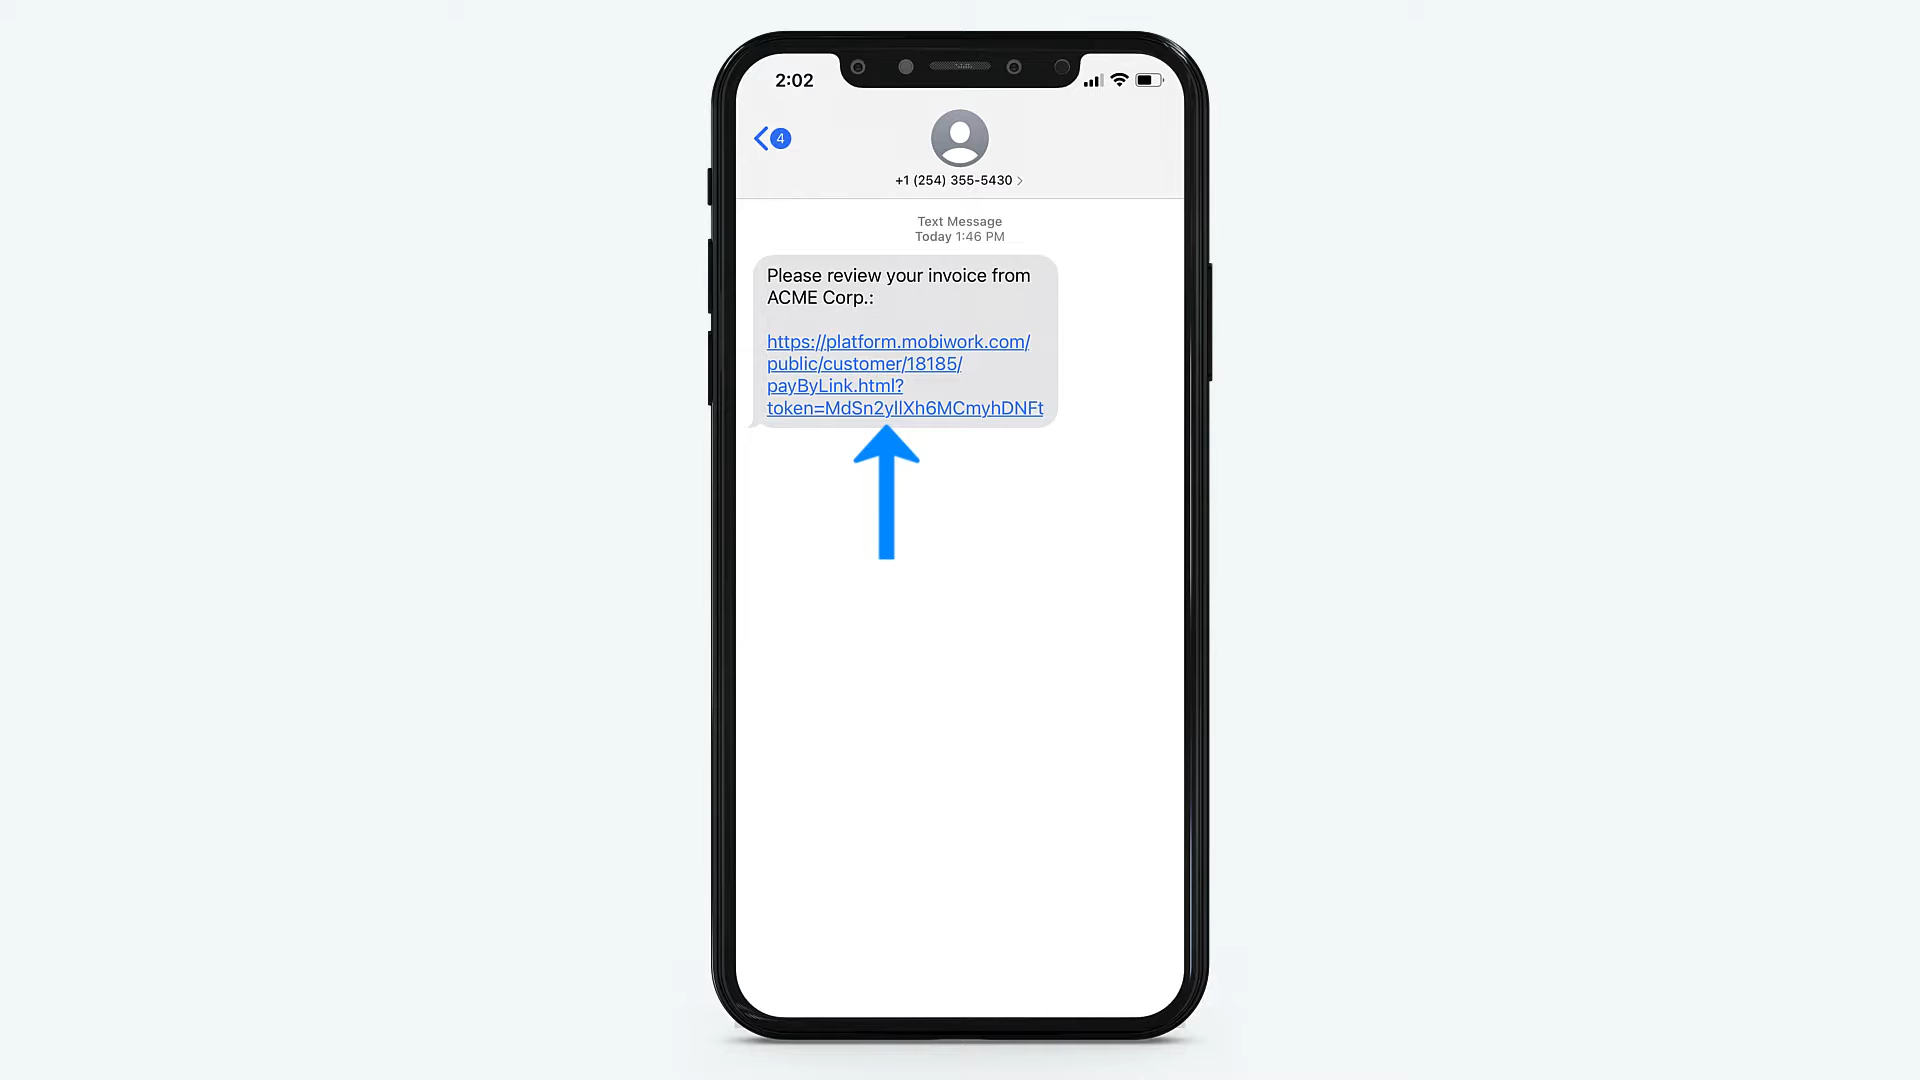 2:02
4
+1 (254) 355-5430
Text Message
Today 1:46 PM
Please review your invoice from
ACME Corp.:
https://platform.mobiwork.com/
public/customer/18185/
payByLink.html?
token=MdSn2yllXh6MCmyhDNFt